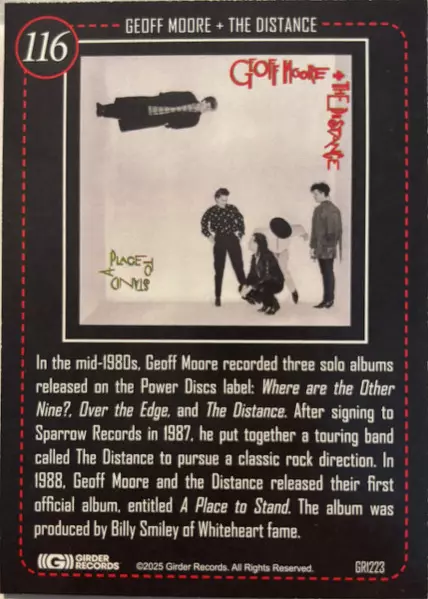 116
GEOFF MOORE + THE DISTANCE
GEOFF MOORE + THE DISTANCE
PLACE TO
STAND A
In the mid-1980s, Geoff Moore recorded three solo albums
released on the Power Discs label: Where are the Other
Nine?, Over the Edge, and The Distance. After signing to
Sparrow Records in 1987, he put together a touring band
called The Distance to pursue a classic rock direction. In
1988, Geoff Moore and the Distance released their first
official album, entitled A Place to Stand. The album was
produced by Billy Smiley of Whiteheart fame.
G GIRDER
RECORDS
©2025 Girder Records. All Rights Reserved.
GR1223